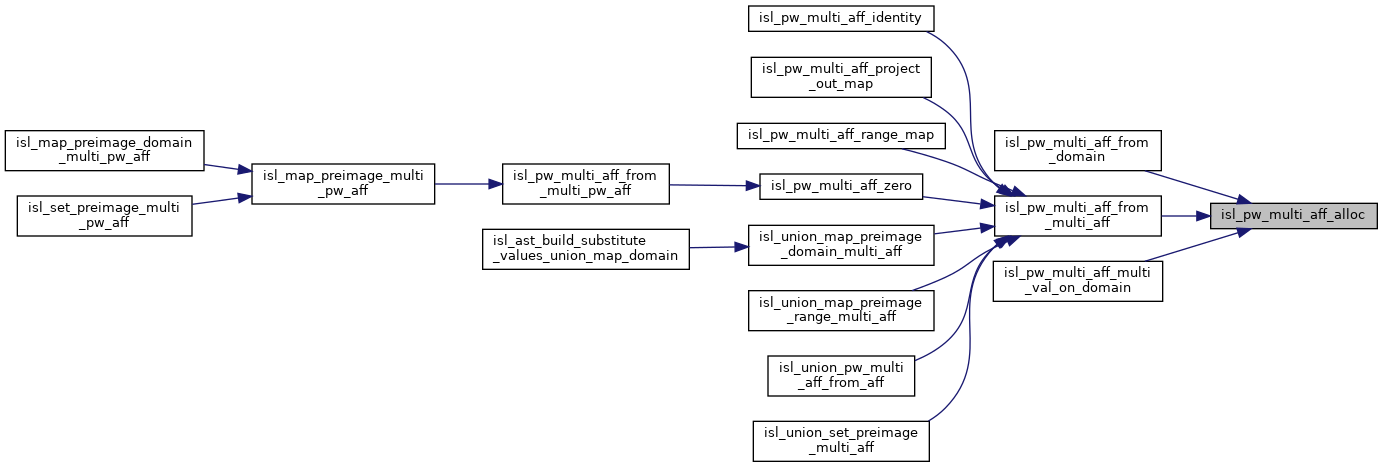 isl_pw_multi_aff_identity
isl_pw_multi_aff_project
_out_map
isl_pw_multi_aff_range_map
isl_map_preimage_domain
_multi_pw_aff
isl_pw_multi_aff_from
_domain
isl_map_preimage_multi
_pw_aff
isl_pw_multi_aff_from
_multi_pw_aff
isl_pw_multi_aff_zero
isl_set_preimage_multi
_pw_aff
isl_pw_multi_aff_from
_multi_aff
isl_pw_multi_aff_alloc
isl_ast_build_substitute
_values_union_map_domain
isl_union_map_preimage
_domain_multi_aff
isl_pw_multi_aff_multi
_val_on_domain
isl_union_map_preimage
_range_multi_aff
isl_union_pw_multi
_aff_from_aff
isl_union_set_preimage
_multi_aff